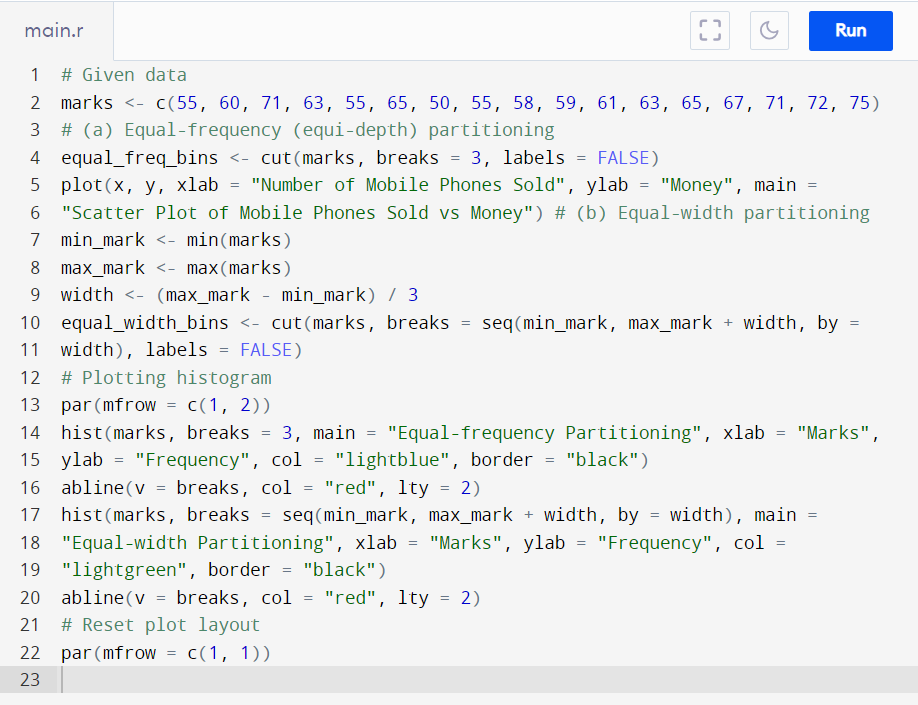 main.r
Run
1 # Given data
2 marks <- c(55, 60, 71, 63, 55, 65, 50, 55, 58, 59, 61, 63, 65, 67, 71, 72, 75)
3 # (a) Equal-frequency (equi-depth) partitioning
4 equal_freq_bins <- cut(marks, breaks = 3, labels = FALSE)
5 plot(x, y, xlab = "Number of Mobile Phones Sold", ylab = "Money", main =
6 "Scatter Plot of Mobile Phones Sold vs Money") # (b) Equal-width partitioning
7 min_mark <- min(marks)
8 max_mark <- max(marks)
9 width <- (max_mark - min_mark) / 3
10 equal_width_bins <- cut(marks, breaks = seq(min_mark, max_mark + width, by =
11 width), labels = FALSE)
12 # Plotting histogram
13 par(mfrow = c(1, 2))
14 hist(marks, breaks = 3, main = "Equal-frequency Partitioning", xlab = "Marks",
15 ylab = "Frequency", col = "lightblue", border = "black")
16 abline(v = breaks, col = "red", lty = 2)
17 hist(marks, breaks = seq(min_mark, max_mark + width, by = width), main =
18 "Equal-width Partitioning", xlab = "Marks", ylab = "Frequency", col =
19 "lightgreen", border = "black")
20 abline(v = breaks, col = "red", lty = 2)
21 # Reset plot layout
22 par(mfrow = c(1, 1))
23